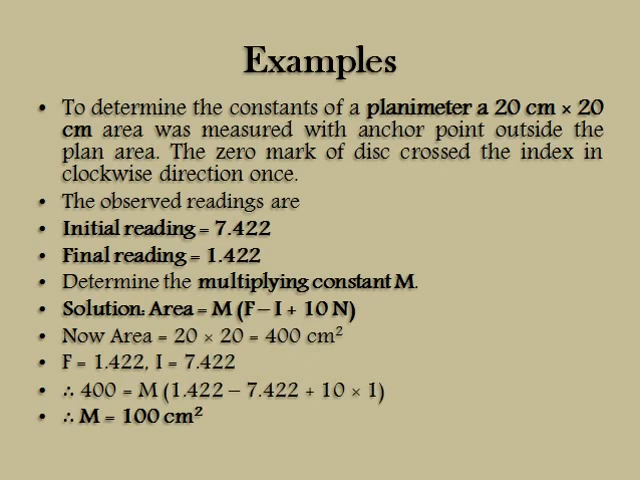 Examples
• To determine the constants of a planimeter a 20 cm × 20
cm area was measured with anchor point outside the
plan area. The zero mark of disc crossed the index in
clockwise direction once.
• The observed readings are
• Initial reading = 7.422
• Final reading = 1.422
• Determine the multiplying constant M.
• Solution: Area = M (F – I + 10 N)
• Now Area = 20 × 20 = 400 cm²
• F = 1.422, I = 7.422
• ∴ 400 = M (1.422 – 7.422 + 10 × 1)
• ∴ M = 100 cm²